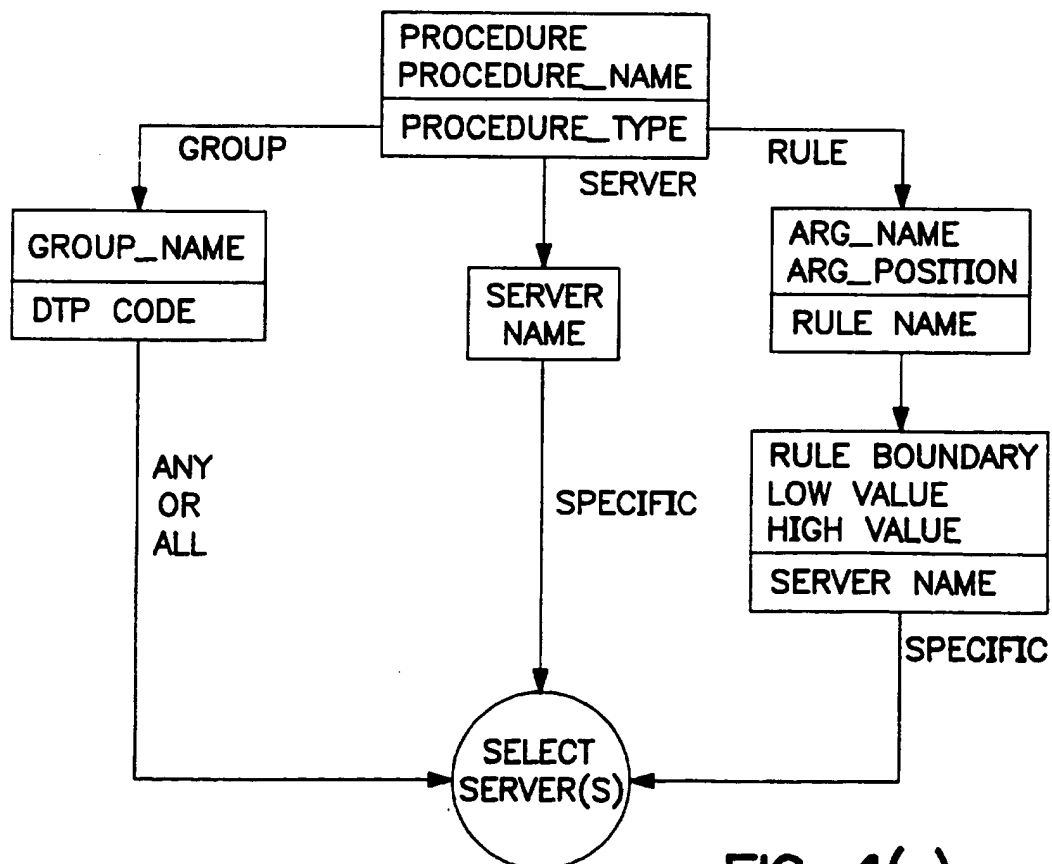 PROCEDURE
PROCEDURE_NAME
PROCEDURE_TYPE
GROUP
SERVER
RULE
GROUP_NAME
DTP CODE
SERVER
NAME
ARG_NAME
ARG_POSITION
RULE NAME
RULE BOUNDARY
LOW VALUE
HIGH VALUE
SERVER NAME
ANY
OR
ALL
SPECIFIC
SPECIFIC
SELECT
SERVER(S)